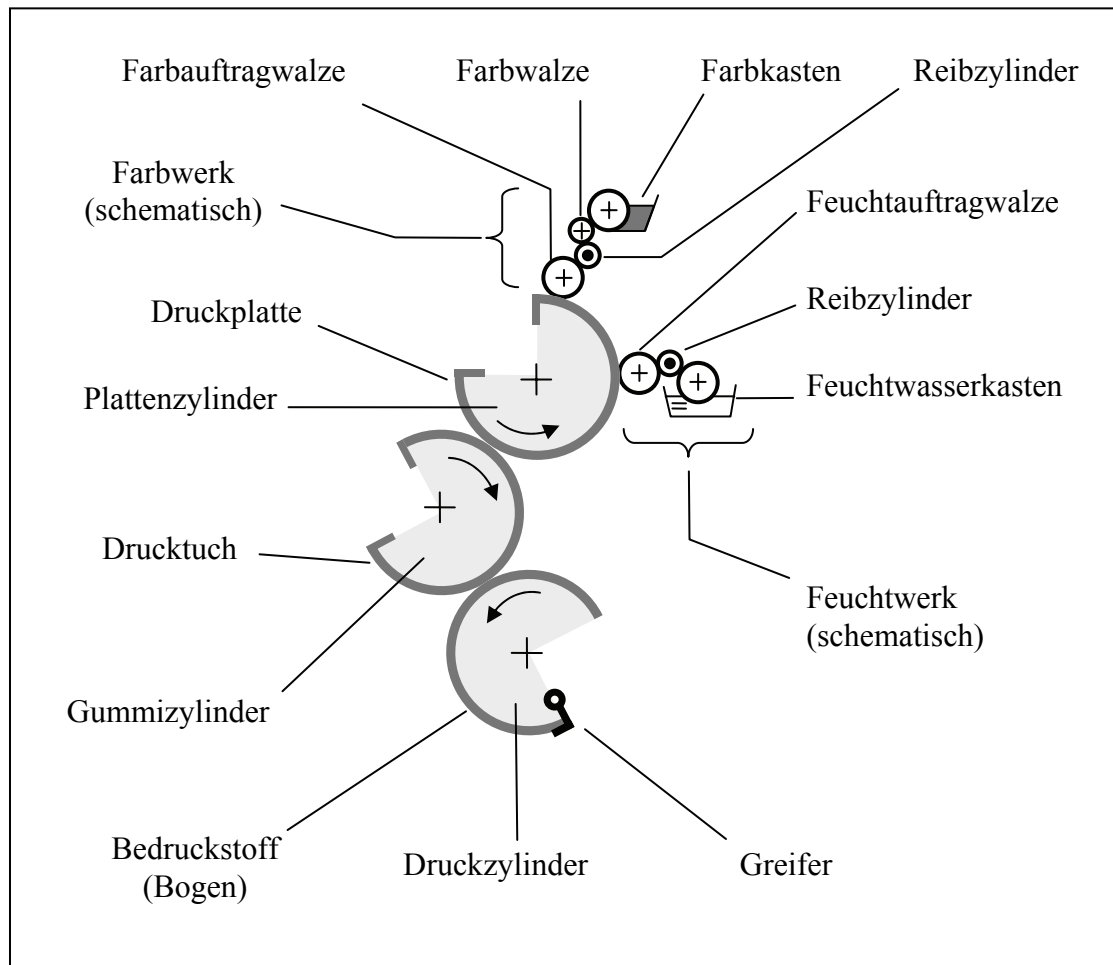 Farbauftragwalze
Farbwalze
Farbkasten
Reibzylinder
Farbwerk
(schematisch)
Feuchtauftragwalze
Druckplatte
Reibzylinder
Plattenzylinder
Feuchtwasserkasten
Drucktuch
Feuchtwerk
(schematisch)
Gummizylinder
Bedruckstoff
(Bogen)
Druckzylinder
Greifer